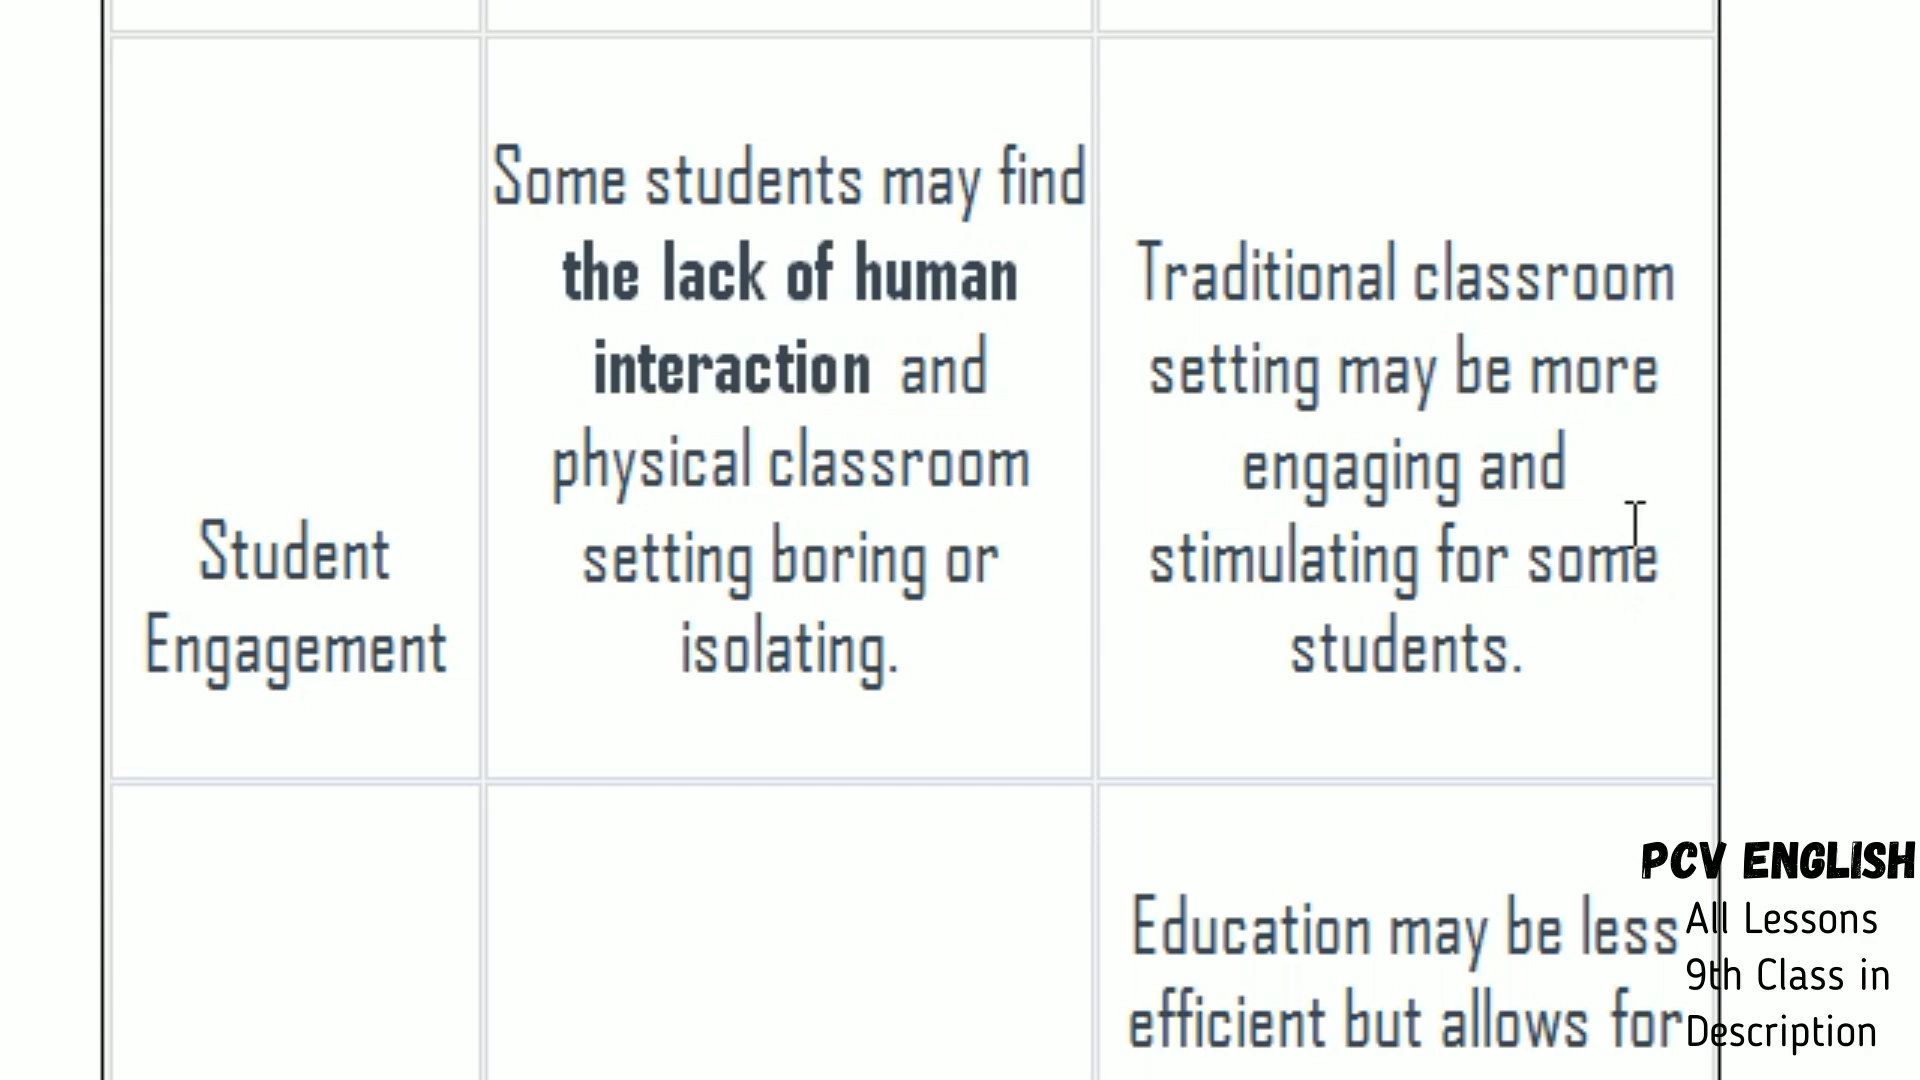 Student
Engagement
Some students may find
the lack of human
interaction and
physical classroom
setting boring or
isolating.
Traditional classroom
setting may be more
engaging and
stimulating for some
students.
Education may be less
efficient but allows for
PCV ENGLISH
All Lessons
9th Class in
Description